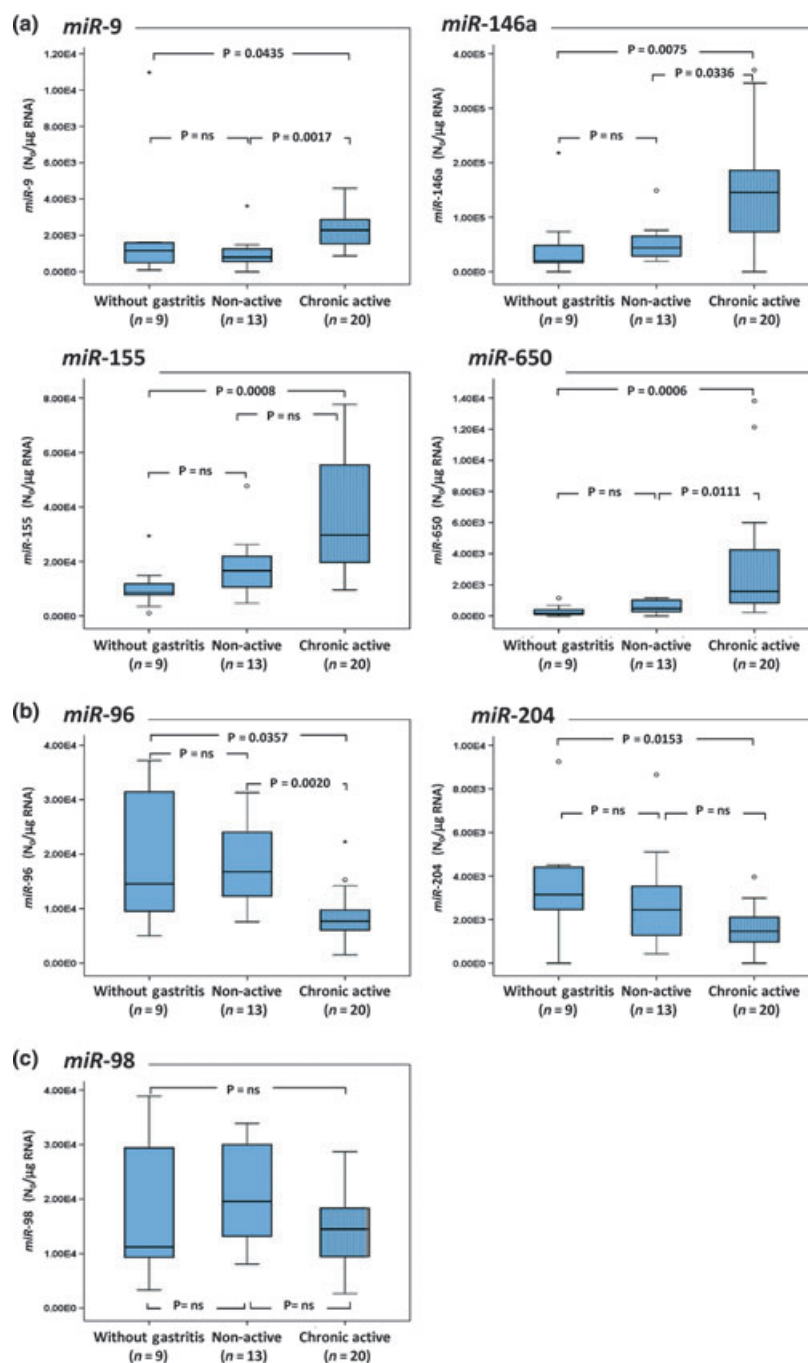 (a) miR-9
miR-9 (N₀/µg RNA)
1.20E4
1.00E4
8.00E3
6.00E3
4.00E3
2.00E3
0.00E0
P = 0.0435
P = ns
P = 0.0017
Without gastritis Non-active Chronic active
(n = 9) (n = 13) (n = 20)
miR-146a
miR-146a (N₀/µg RNA)
4.00E5
3.00E5
2.00E5
1.00E5
0.00E0
P = 0.0075
P = 0.0336
P = ns
Without gastritis Non-active Chronic active
(n = 9) (n = 13) (n = 20)
miR-155
miR-155 (N₀/µg RNA)
8.00E4
6.00E4
4.00E4
2.00E4
0.00E0
P = 0.0008
P = ns
P = ns
Without gastritis Non-active Chronic active
(n = 9) (n = 13) (n = 20)
miR-650
miR-650 (N₀/µg RNA)
1.40E4
1.20E4
1.00E4
8.00E3
6.00E3
4.00E3
2.00E3
0.00E0
P = 0.0006
P = ns
P = 0.0111
Without gastritis Non-active Chronic active
(n = 9) (n = 13) (n = 20)
(b) miR-96
miR-96 (N₀/µg RNA)
4.00E4
3.00E4
2.00E4
1.00E4
0.00E0
P = 0.0357
P = ns
P = 0.0020
Without gastritis Non-active Chronic active
(n = 9) (n = 13) (n = 20)
miR-204
miR-204 (N₀/µg RNA)
1.00E4
8.00E3
6.00E3
4.00E3
2.00E3
0.00E0
P = 0.0153
P = ns
P = ns
Without gastritis Non-active Chronic active
(n = 9) (n = 13) (n = 20)
(c) miR-98
miR-98 (N₀/µg RNA)
4.00E4
3.00E4
2.00E4
1.00E4
0.00E0
P = ns
P= ns
P = ns
Without gastritis Non-active Chronic active
(n = 9) (n = 13) (n = 20)